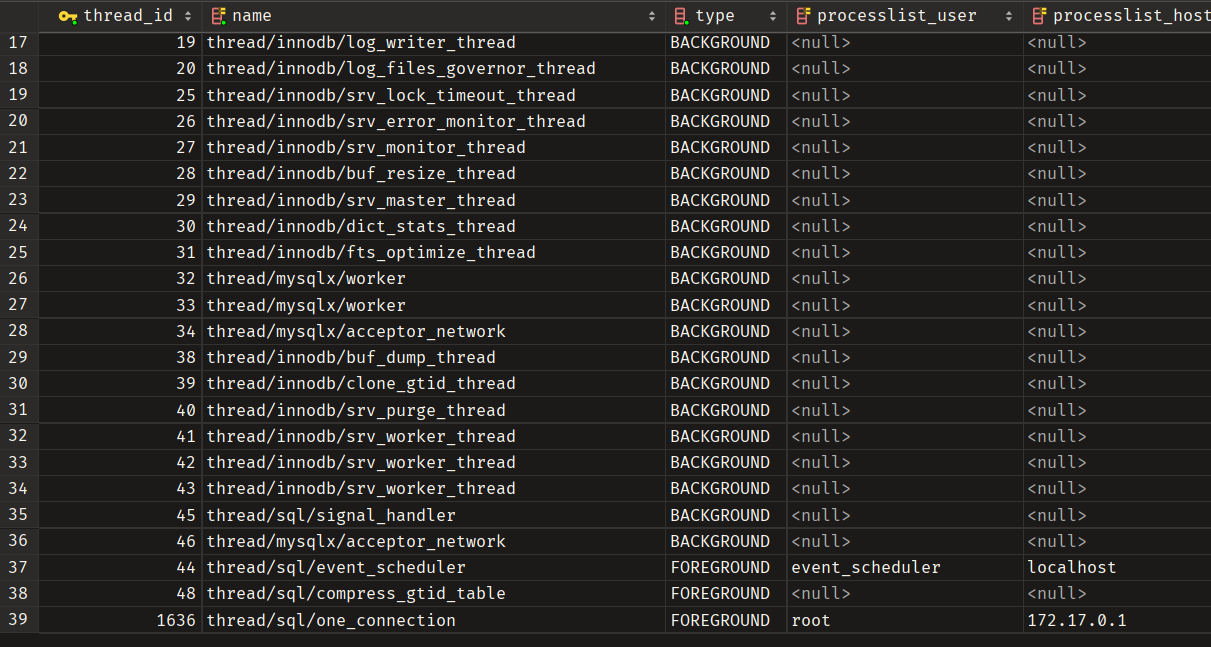 thread_id name type processlist_user processlist_host
17 19 thread/innodb/log_writer_thread BACKGROUND <null> <null>
18 20 thread/innodb/log_files_governor_thread BACKGROUND <null> <null>
19 25 thread/innodb/srv_lock_timeout_thread BACKGROUND <null> <null>
20 26 thread/innodb/srv_error_monitor_thread BACKGROUND <null> <null>
21 27 thread/innodb/srv_monitor_thread BACKGROUND <null> <null>
22 28 thread/innodb/buf_resize_thread BACKGROUND <null> <null>
23 29 thread/innodb/srv_master_thread BACKGROUND <null> <null>
24 30 thread/innodb/dict_stats_thread BACKGROUND <null> <null>
25 31 thread/innodb/fts_optimize_thread BACKGROUND <null> <null>
26 32 thread/mysqlx/worker BACKGROUND <null> <null>
27 33 thread/mysqlx/worker BACKGROUND <null> <null>
28 34 thread/mysqlx/acceptor_network BACKGROUND <null> <null>
29 38 thread/innodb/buf_dump_thread BACKGROUND <null> <null>
30 39 thread/innodb/clone_gtid_thread BACKGROUND <null> <null>
31 40 thread/innodb/srv_purge_thread BACKGROUND <null> <null>
32 41 thread/innodb/srv_worker_thread BACKGROUND <null> <null>
33 42 thread/innodb/srv_worker_thread BACKGROUND <null> <null>
34 43 thread/innodb/srv_worker_thread BACKGROUND <null> <null>
35 45 thread/sql/signal_handler BACKGROUND <null> <null>
36 46 thread/mysqlx/acceptor_network BACKGROUND <null> <null>
37 44 thread/sql/event_scheduler FOREGROUND event_scheduler localhost
38 48 thread/sql/compress_gtid_table FOREGROUND <null> <null>
39 1636 thread/sql/one_connection FOREGROUND root 172.17.0.1